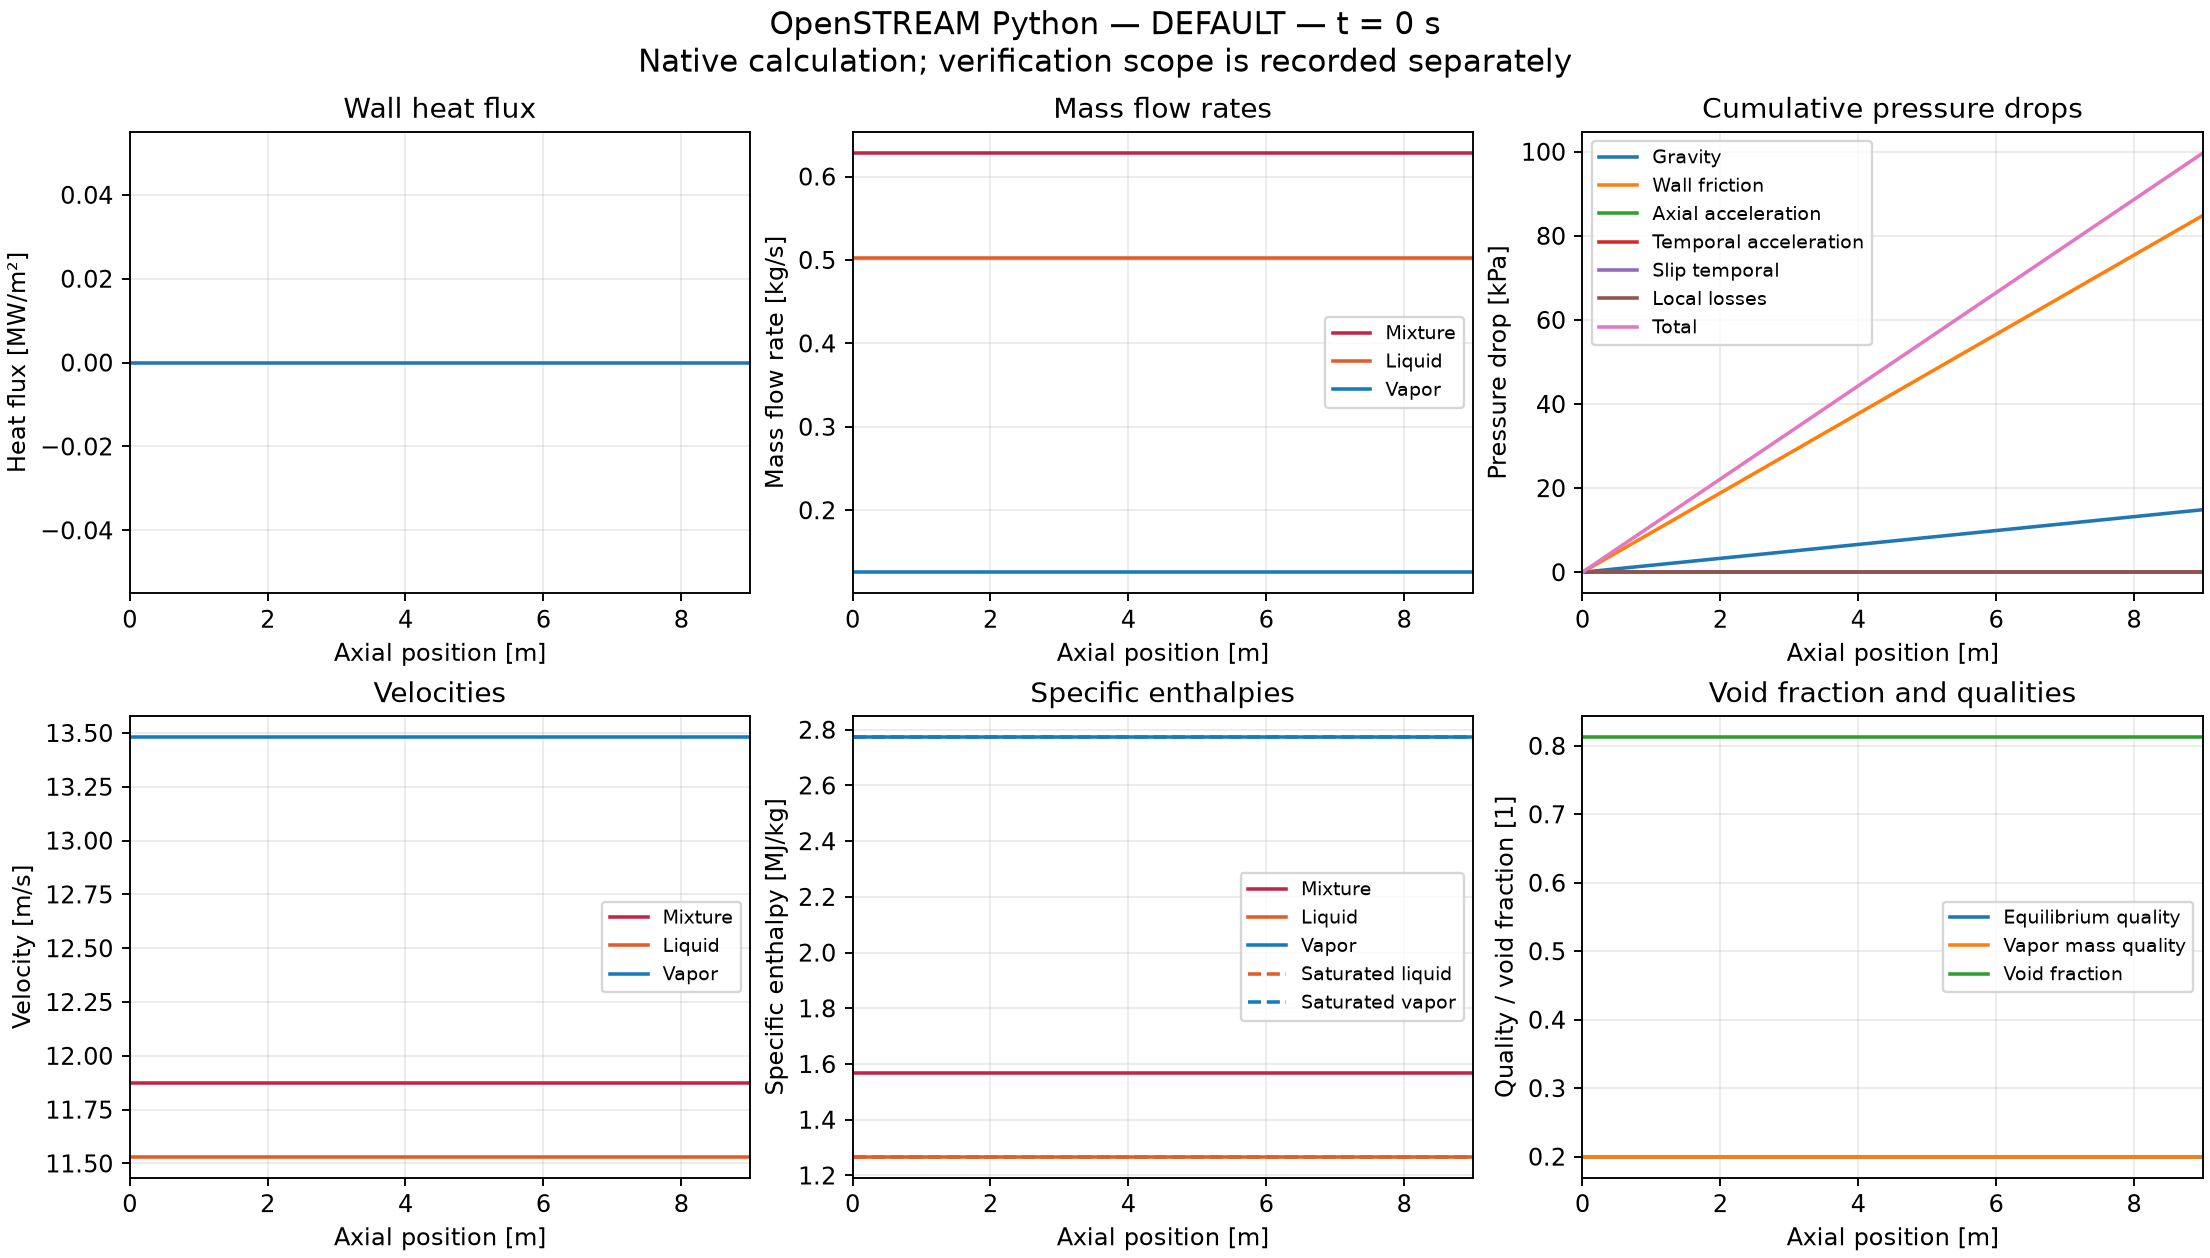 OpenSTREAM Python — DEFAULT — t = 0 s
Native calculation; verification scope is recorded separately
Wall heat flux
Heat flux [MW/m²]
0.04
0.02
0.00
−0.02
−0.04
0 2 4 6 8
Axial position [m]
Mass flow rates
Mass flow rate [kg/s]
0.6
0.5
0.4
0.3
0.2
Mixture
Liquid
Vapor
0 2 4 6 8
Axial position [m]
Cumulative pressure drops
Pressure drop [kPa]
100
80
60
40
20
0
Gravity
Wall friction
Axial acceleration
Temporal acceleration
Slip temporal
Local losses
Total
0 2 4 6 8
Axial position [m]
Velocities
Velocity [m/s]
13.50
13.25
13.00
12.75
12.50
12.25
12.00
11.75
11.50
Mixture
Liquid
Vapor
0 2 4 6 8
Axial position [m]
Specific enthalpies
Specific enthalpy [MJ/kg]
2.8
2.6
2.4
2.2
2.0
1.8
1.6
1.4
1.2
Mixture
Liquid
Vapor
Saturated liquid
Saturated vapor
0 2 4 6 8
Axial position [m]
Void fraction and qualities
Quality / void fraction [1]
0.8
0.7
0.6
0.5
0.4
0.3
0.2
Equilibrium quality
Vapor mass quality
Void fraction
0 2 4 6 8
Axial position [m]